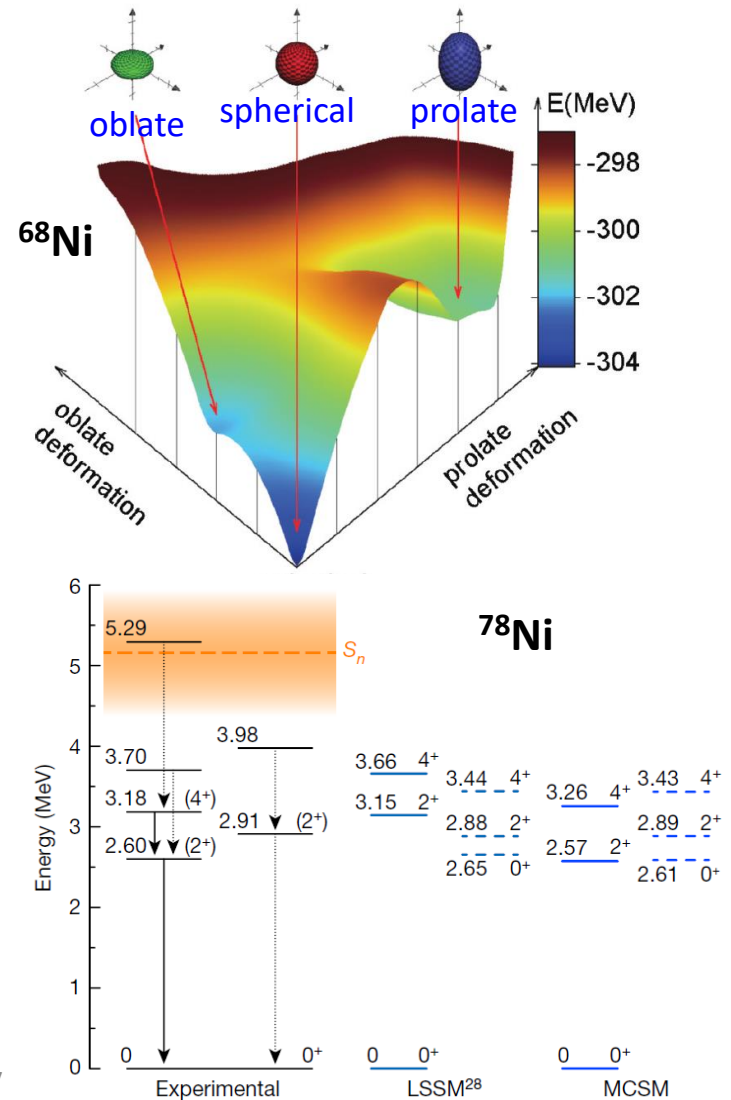 oblate
spherical
prolate
E(MeV)
-298
-300
-302
-304
⁶⁸Ni
oblate
deformation
prolate
deformation
⁷⁸Ni
Energy (MeV)
6
5
4
3
2
1
0
5.29
Sₙ
3.70
3.98
3.18 (4⁺)
2.91 (2⁺)
2.60 (2⁺)
0 0⁺
Experimental
3.66 4⁺
3.44 4⁺
3.15 2⁺
2.88 2⁺
2.65 0⁺
0 0⁺
LSSM²⁸
3.26 4⁺
3.43 4⁺
2.57 2⁺
2.89 2⁺
2.61 0⁺
0 0⁺
MCSM